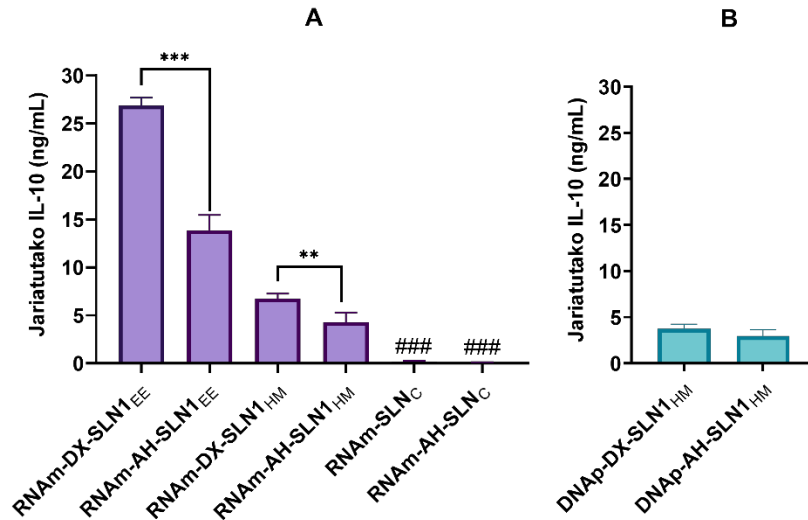 A
Jariatutako IL-10 (ng/mL)
30
25
20
15
10
5
0
***
**
###
###
RNAm-DX-SLN1EE
RNAm-AH-SLN1EE
RNAm-DX-SLN1HM
RNAm-AH-SLN1HM
RNAm-SLNC
RNAm-AH-SLNC
B
Jariatutako IL-10 (ng/mL)
30
25
20
15
10
5
0
DNAp-DX-SLN1HM
DNAp-AH-SLN1HM